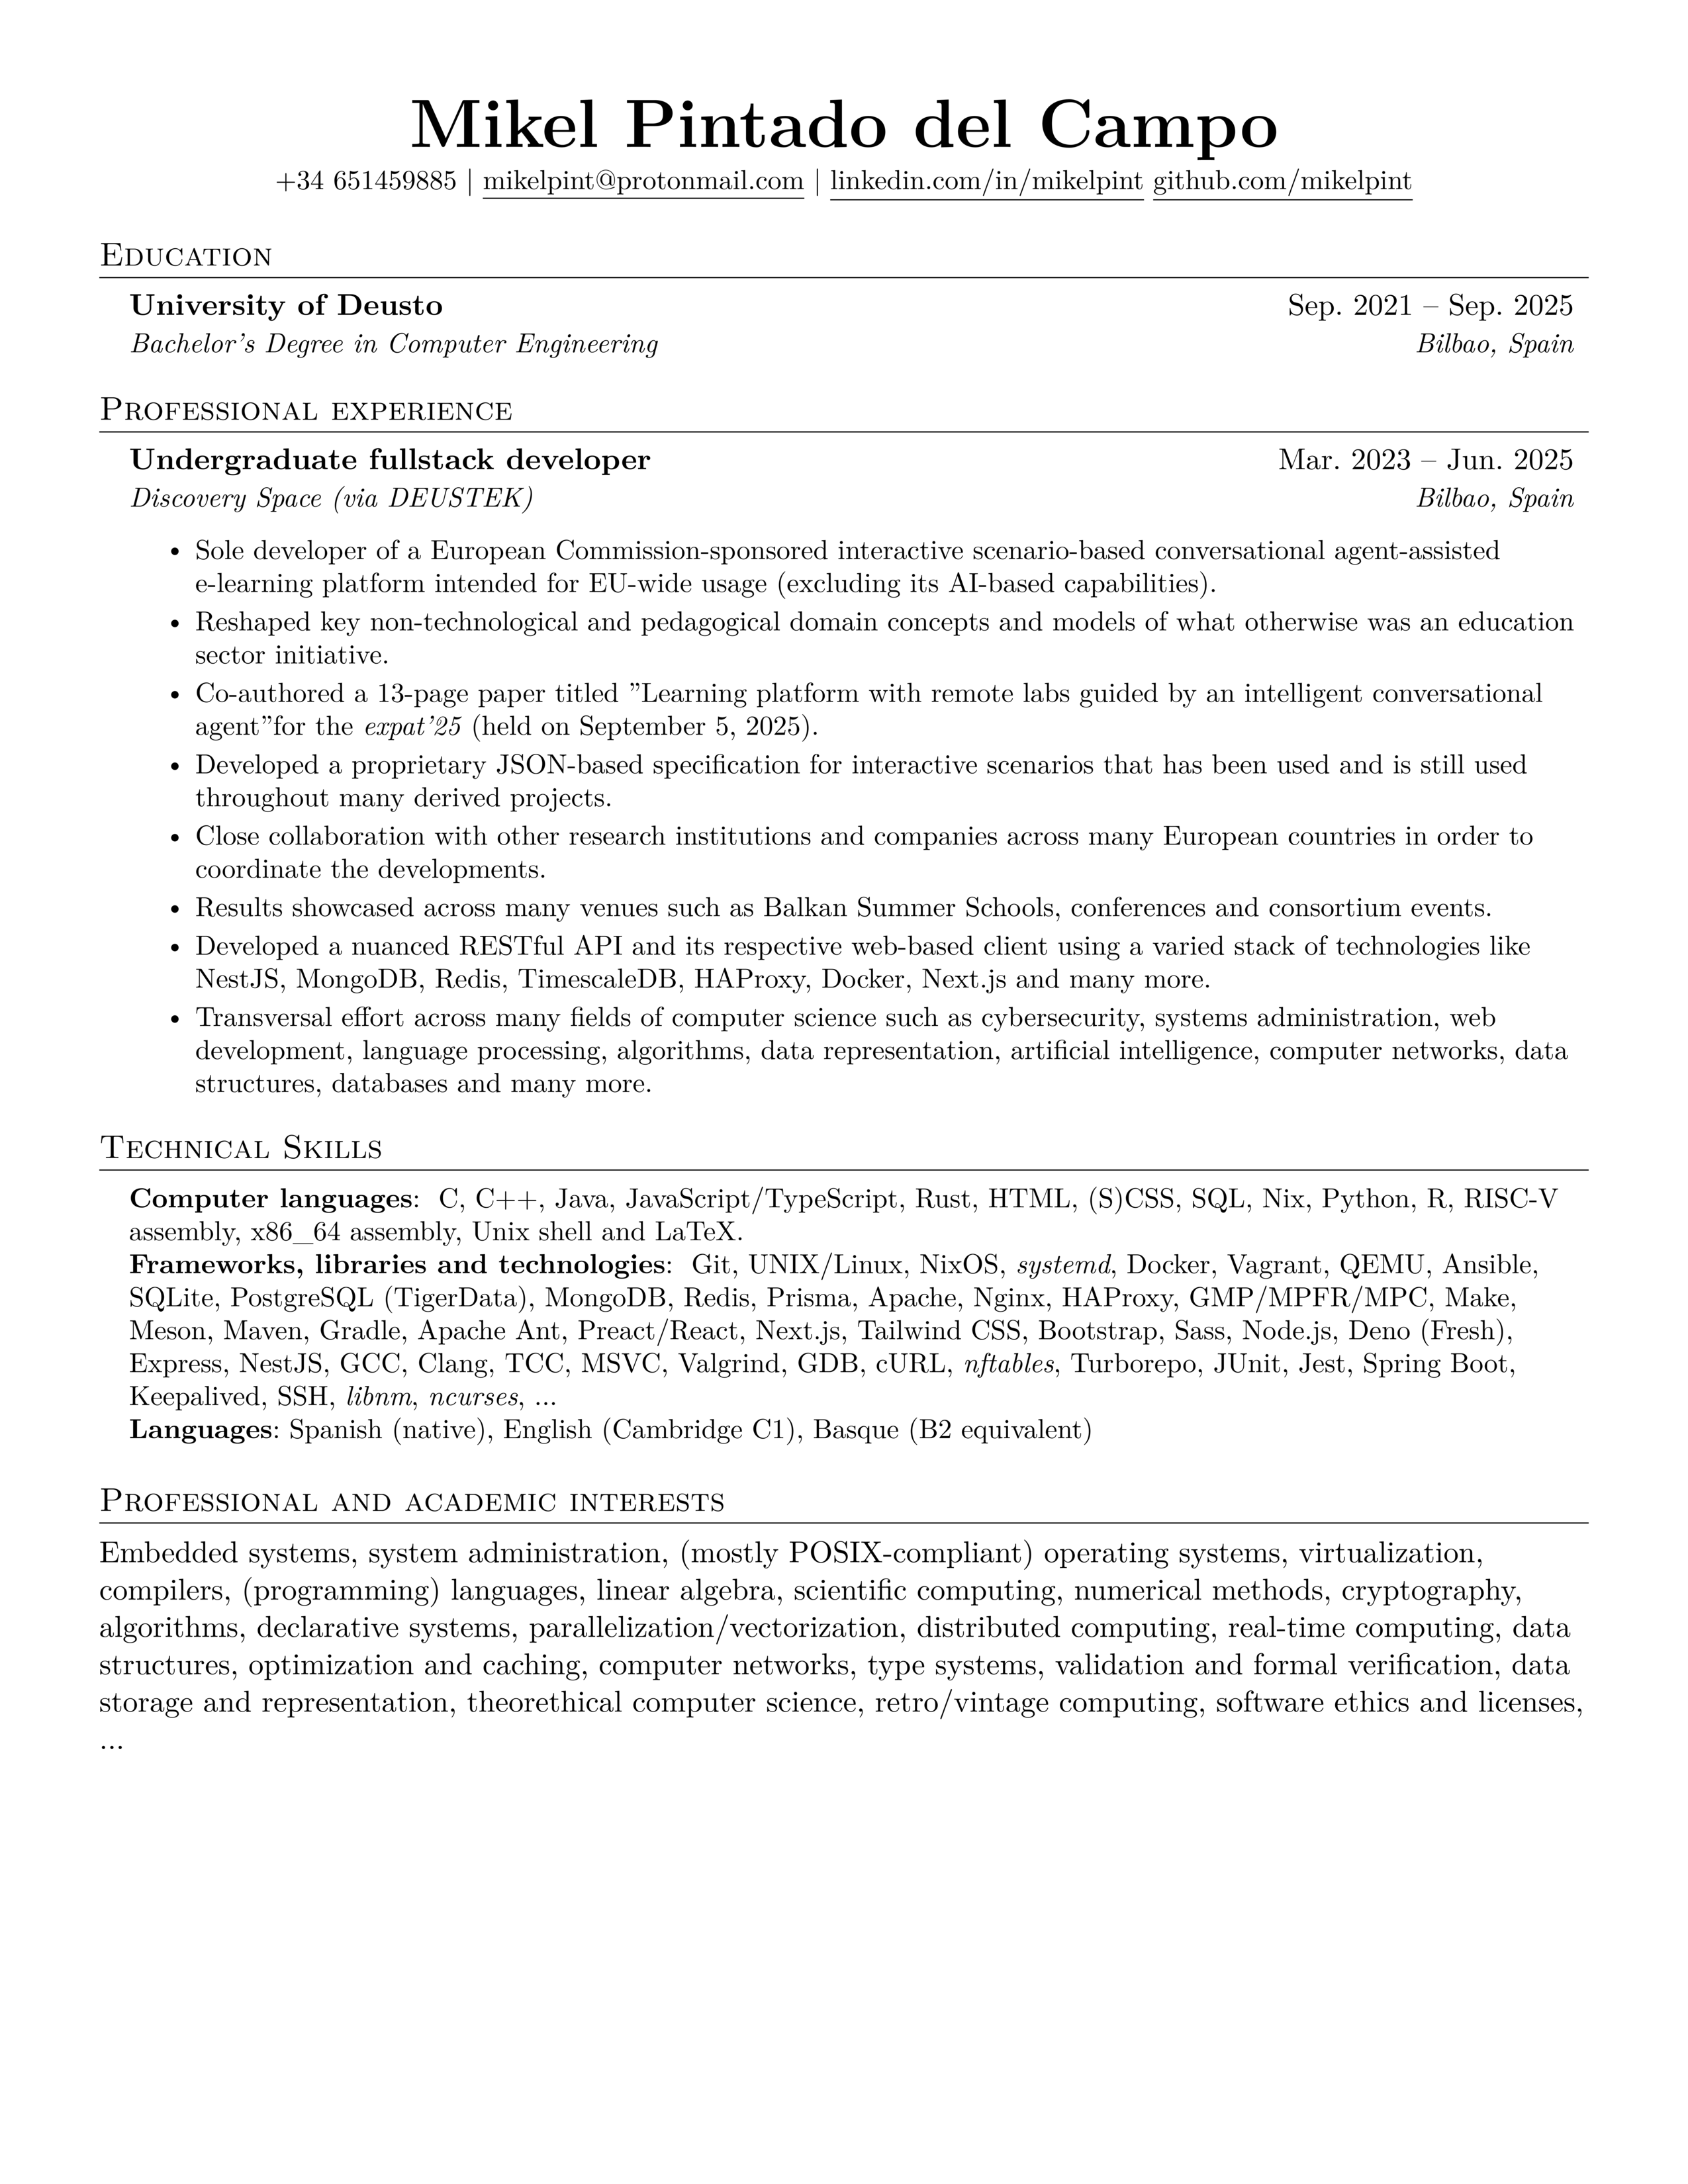 Mikel Pintado del Campo
+34 651459885 | mikelpint@protonmail.com | linkedin.com/in/mikelpint github.com/mikelpint
Education
University of Deusto Sep. 2021 – Sep. 2025
Bachelor's Degree in Computer Engineering Bilbao, Spain
Professional experience
Undergraduate fullstack developer Mar. 2023 – Jun. 2025
Discovery Space (via DEUSTEK) Bilbao, Spain
• Sole developer of a European Commission-sponsored interactive scenario-based conversational agent-assisted
e-learning platform intended for EU-wide usage (excluding its AI-based capabilities).
• Reshaped key non-technological and pedagogical domain concepts and models of what otherwise was an education
sector initiative.
• Co-authored a 13-page paper titled ”Learning platform with remote labs guided by an intelligent conversational
agent”for the expat’25 (held on September 5, 2025).
• Developed a proprietary JSON-based specification for interactive scenarios that has been used and is still used
throughout many derived projects.
• Close collaboration with other research institutions and companies across many European countries in order to
coordinate the developments.
• Results showcased across many venues such as Balkan Summer Schools, conferences and consortium events.
• Developed a nuanced RESTful API and its respective web-based client using a varied stack of technologies like
NestJS, MongoDB, Redis, TimescaleDB, HAProxy, Docker, Next.js and many more.
• Transversal effort across many fields of computer science such as cybersecurity, systems administration, web
development, language processing, algorithms, data representation, artificial intelligence, computer networks, data
structures, databases and many more.
Technical Skills
Computer languages: C, C++, Java, JavaScript/TypeScript, Rust, HTML, (S)CSS, SQL, Nix, Python, R, RISC-V
assembly, x86_64 assembly, Unix shell and LaTeX.
Frameworks, libraries and technologies: Git, UNIX/Linux, NixOS, systemd, Docker, Vagrant, QEMU, Ansible,
SQLite, PostgreSQL (TigerData), MongoDB, Redis, Prisma, Apache, Nginx, HAProxy, GMP/MPFR/MPC, Make,
Meson, Maven, Gradle, Apache Ant, Preact/React, Next.js, Tailwind CSS, Bootstrap, Sass, Node.js, Deno (Fresh),
Express, NestJS, GCC, Clang, TCC, MSVC, Valgrind, GDB, cURL, nftables, Turborepo, JUnit, Jest, Spring Boot,
Keepalived, SSH, libnm, ncurses, ...
Languages: Spanish (native), English (Cambridge C1), Basque (B2 equivalent)
Professional and academic interests
Embedded systems, system administration, (mostly POSIX-compliant) operating systems, virtualization,
compilers, (programming) languages, linear algebra, scientific computing, numerical methods, cryptography,
algorithms, declarative systems, parallelization/vectorization, distributed computing, real-time computing, data
structures, optimization and caching, computer networks, type systems, validation and formal verification, data
storage and representation, theorethical computer science, retro/vintage computing, software ethics and licenses,
...